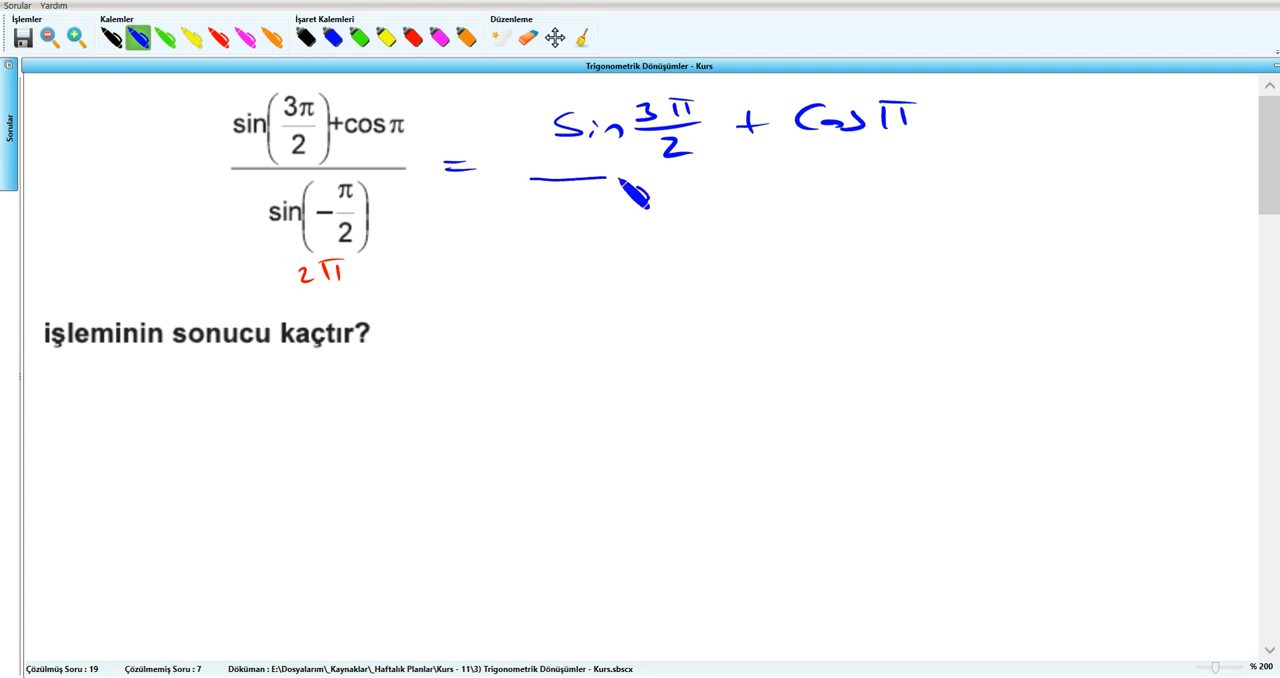 Sorular Yardım
İşlemler Kalemler İşaret Kalemleri Düzenleme
Trigonometrik Dönüşümler - Kurs
Sorular
sin(3π/2)+cosπ
sin(-π/2)
= Sin 3π/2 + Cos π
2π
işleminin sonucu kaçtır?
Çözülmüş Soru : 19 Çözülmemiş Soru : 7 Döküman : E:\Dosyalarım\_Kaynaklar\_Haftalık Planlar\Kurs - 11\3) Trigonometrik Dönüşümler - Kurs.sbscx % 200